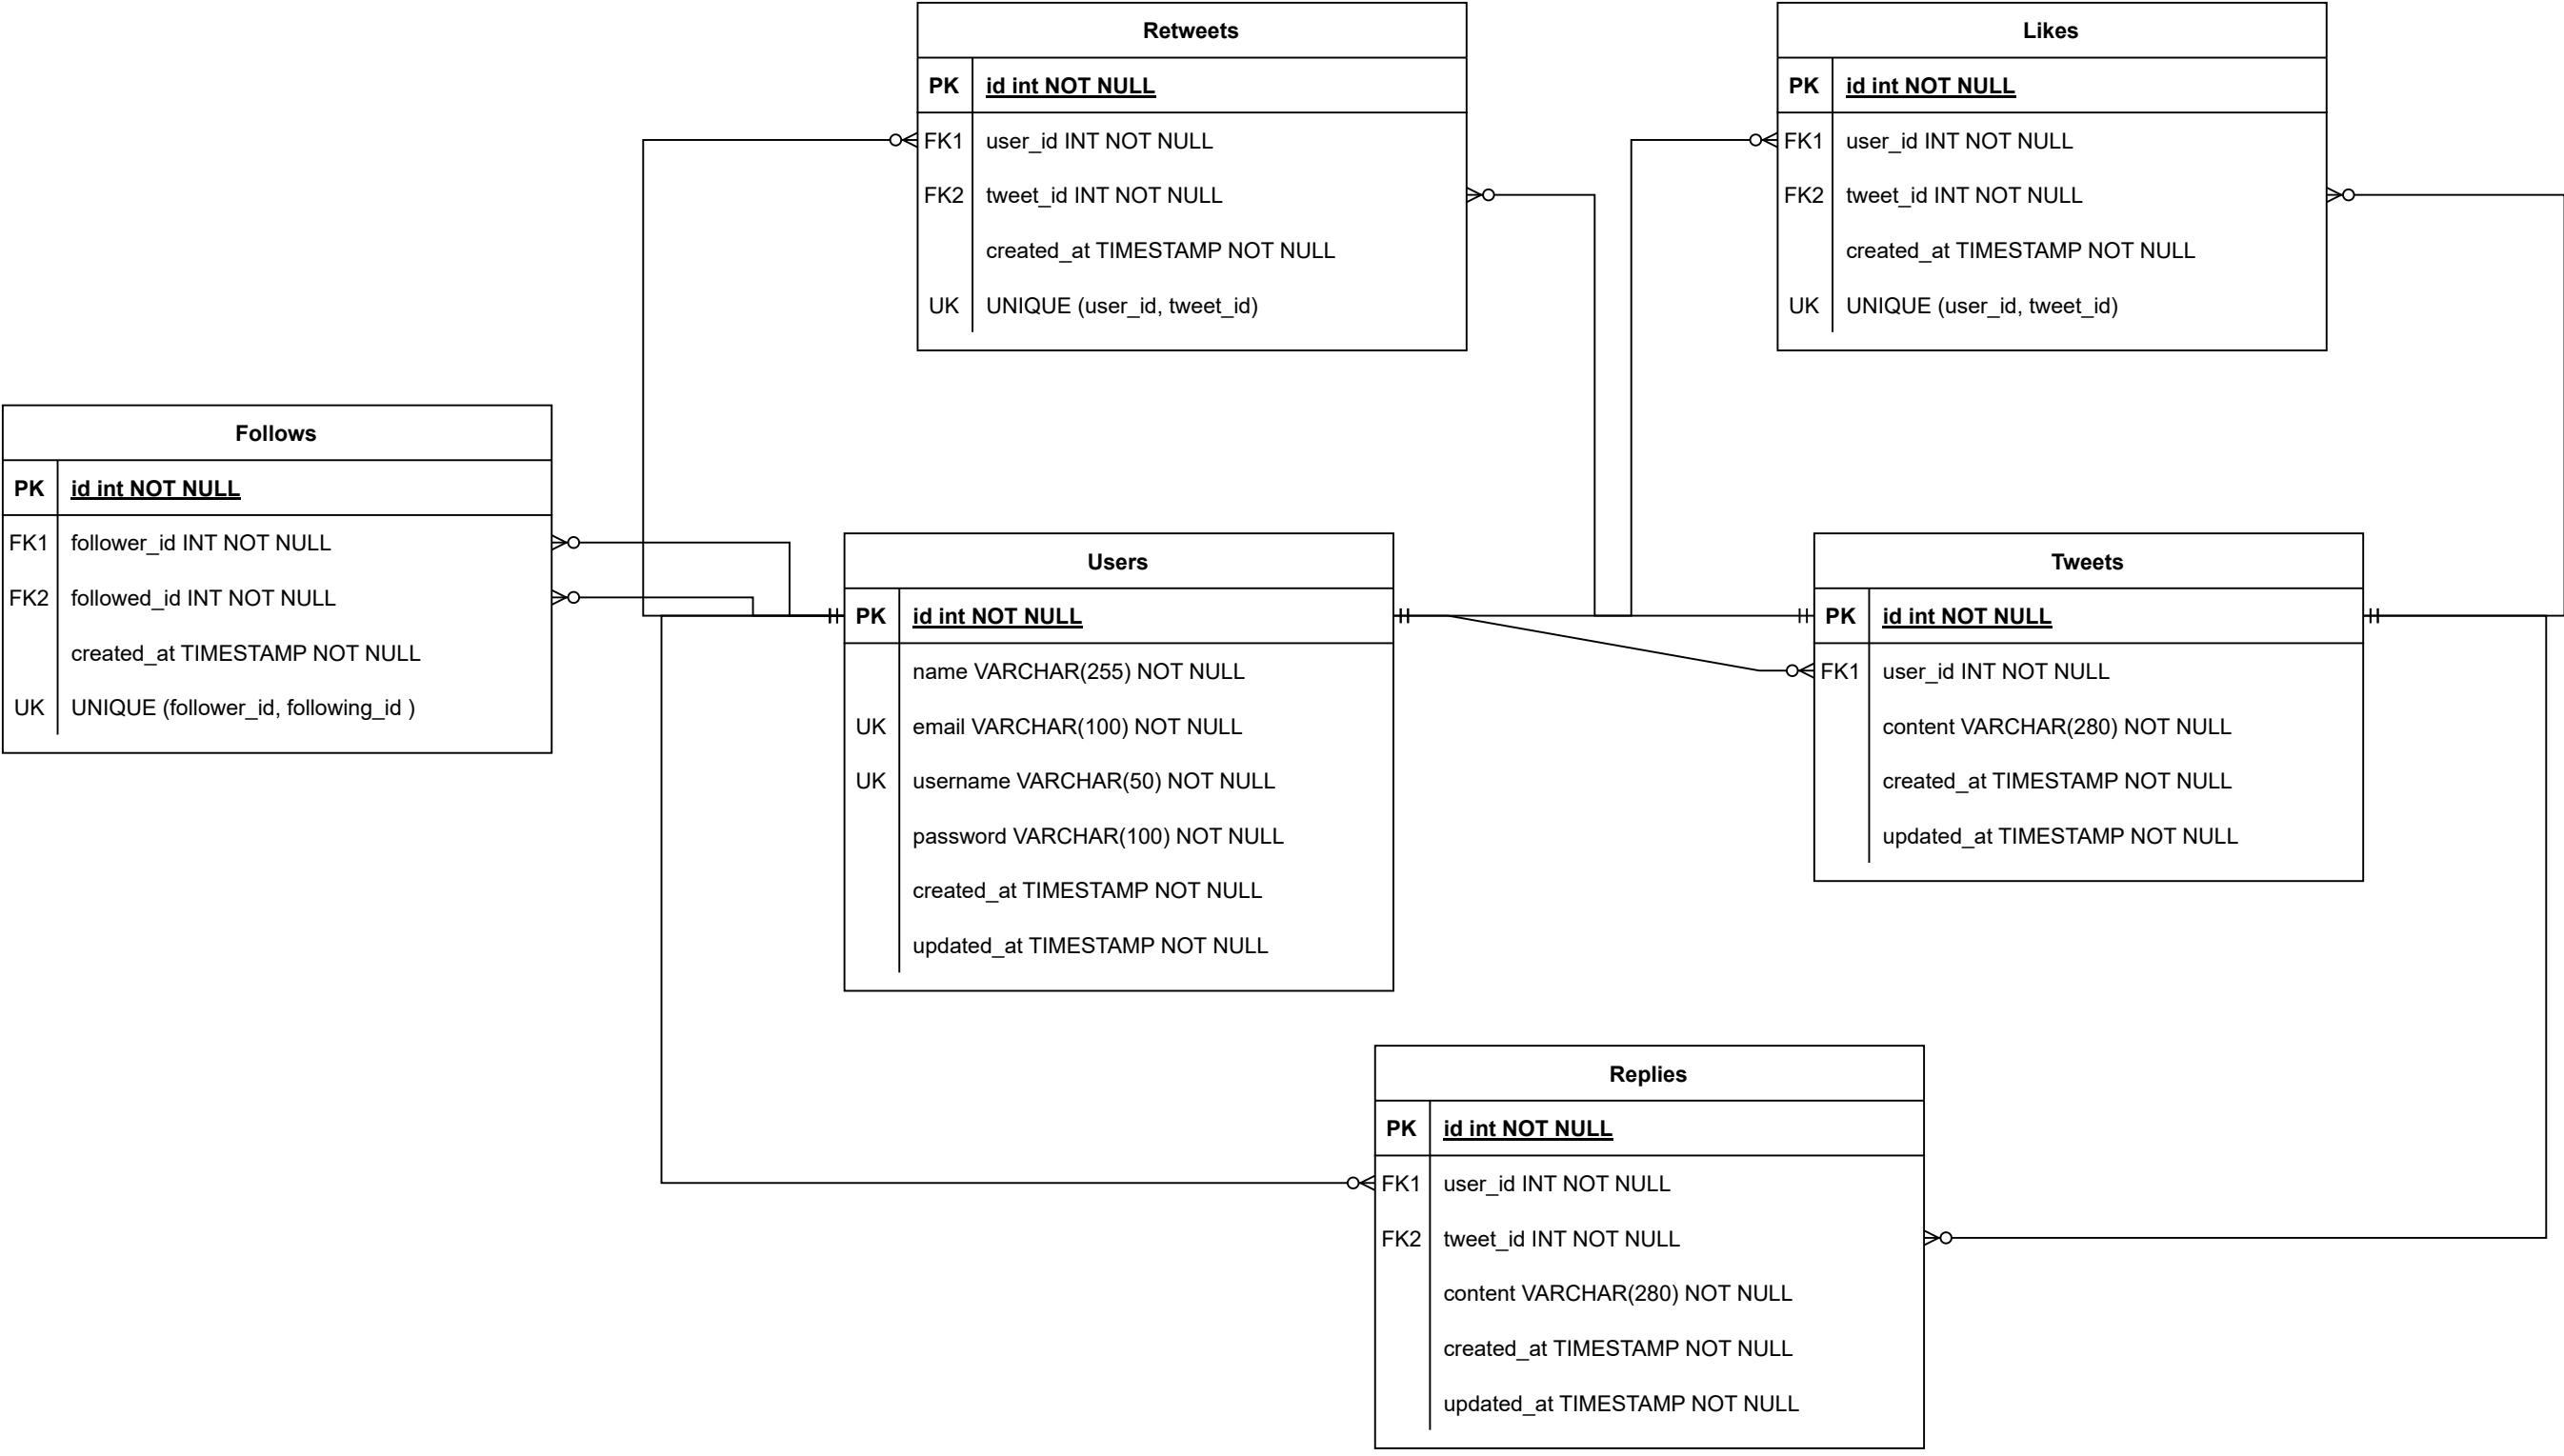 Retweets
PK id int NOT NULL
FK1 user_id INT NOT NULL
FK2 tweet_id INT NOT NULL
created_at TIMESTAMP NOT NULL
UK UNIQUE (user_id, tweet_id)
Likes
PK id int NOT NULL
FK1 user_id INT NOT NULL
FK2 tweet_id INT NOT NULL
created_at TIMESTAMP NOT NULL
UK UNIQUE (user_id, tweet_id)
Follows
PK id int NOT NULL
FK1 follower_id INT NOT NULL
FK2 followed_id INT NOT NULL
created_at TIMESTAMP NOT NULL
UK UNIQUE (follower_id, following_id )
Users
PK id int NOT NULL
name VARCHAR(255) NOT NULL
UK email VARCHAR(100) NOT NULL
UK username VARCHAR(50) NOT NULL
password VARCHAR(100) NOT NULL
created_at TIMESTAMP NOT NULL
updated_at TIMESTAMP NOT NULL
Tweets
PK id int NOT NULL
FK1 user_id INT NOT NULL
content VARCHAR(280) NOT NULL
created_at TIMESTAMP NOT NULL
updated_at TIMESTAMP NOT NULL
Replies
PK id int NOT NULL
FK1 user_id INT NOT NULL
FK2 tweet_id INT NOT NULL
content VARCHAR(280) NOT NULL
created_at TIMESTAMP NOT NULL
updated_at TIMESTAMP NOT NULL